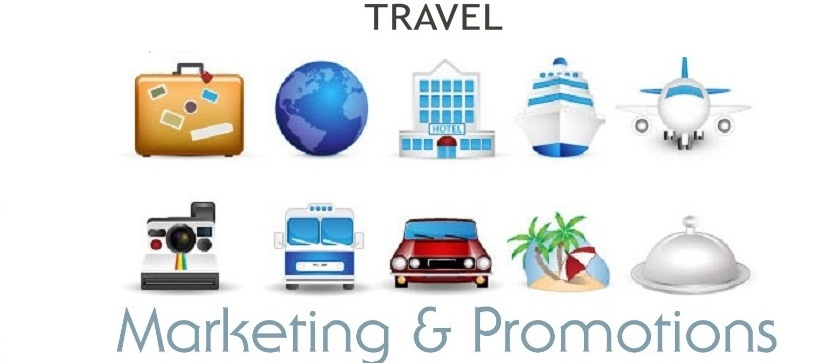 TRAVEL
HOTEL
Marketing & Promotions